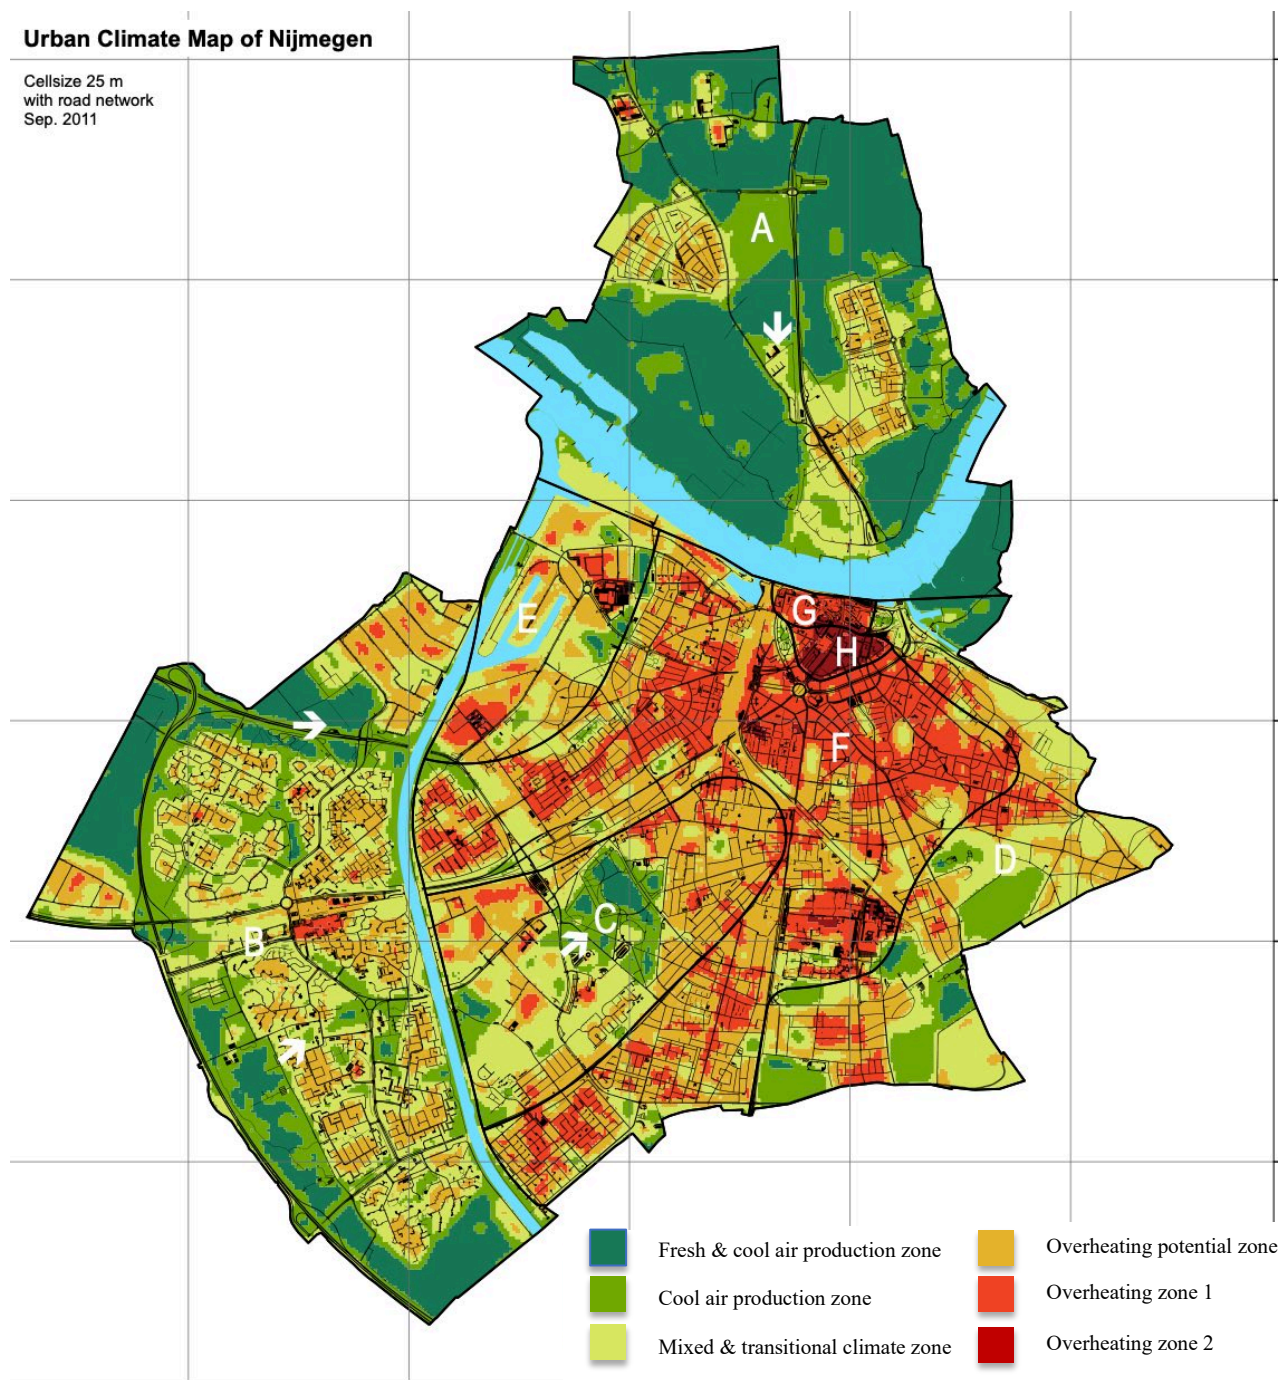 Urban Climate Map of Nijmegen
Cellsize 25 m
with road network
Sep. 2011
A
E
G
H
F
D
C
B
Fresh & cool air production zone
Cool air production zone
Mixed & transitional climate zone
Overheating potential zone
Overheating zone 1
Overheating zone 2